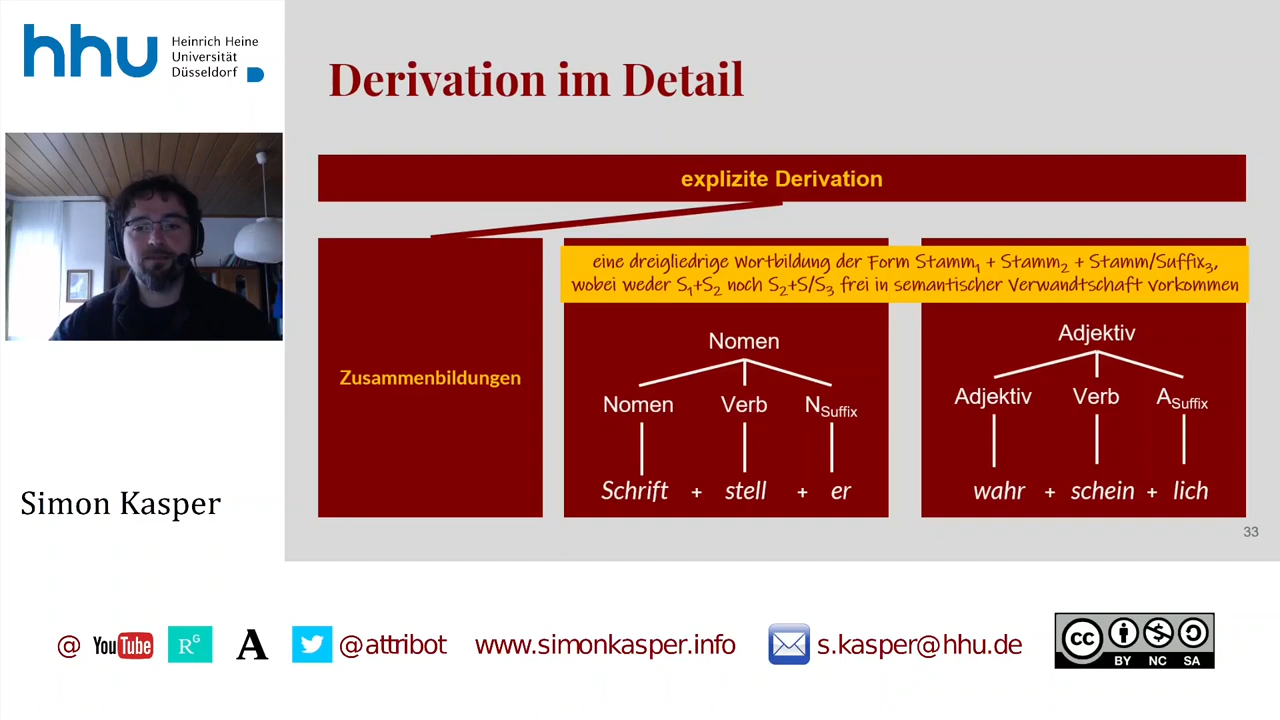 hhu
Heinrich Heine
Universität
Düsseldorf
Derivation im Detail
explizite Derivation
eine dreigliedrige Wortbildung der Form Stamm₁ + Stamm₂ + Stamm/Suffix₃,
wobei weder S₁+S₂ noch S₂+S/S₃ frei in semantischer Verwandtschaft vorkommen
Zusammenbildungen
Nomen
Nomen Verb N_Suffix
Schrift + stell + er
Adjektiv
Adjektiv Verb A_Suffix
wahr + schein + lich
33
Simon Kasper
@ YouTube R^G A @attribot www.simonkasper.info s.kasper@hhu.de
cc BY NC SA